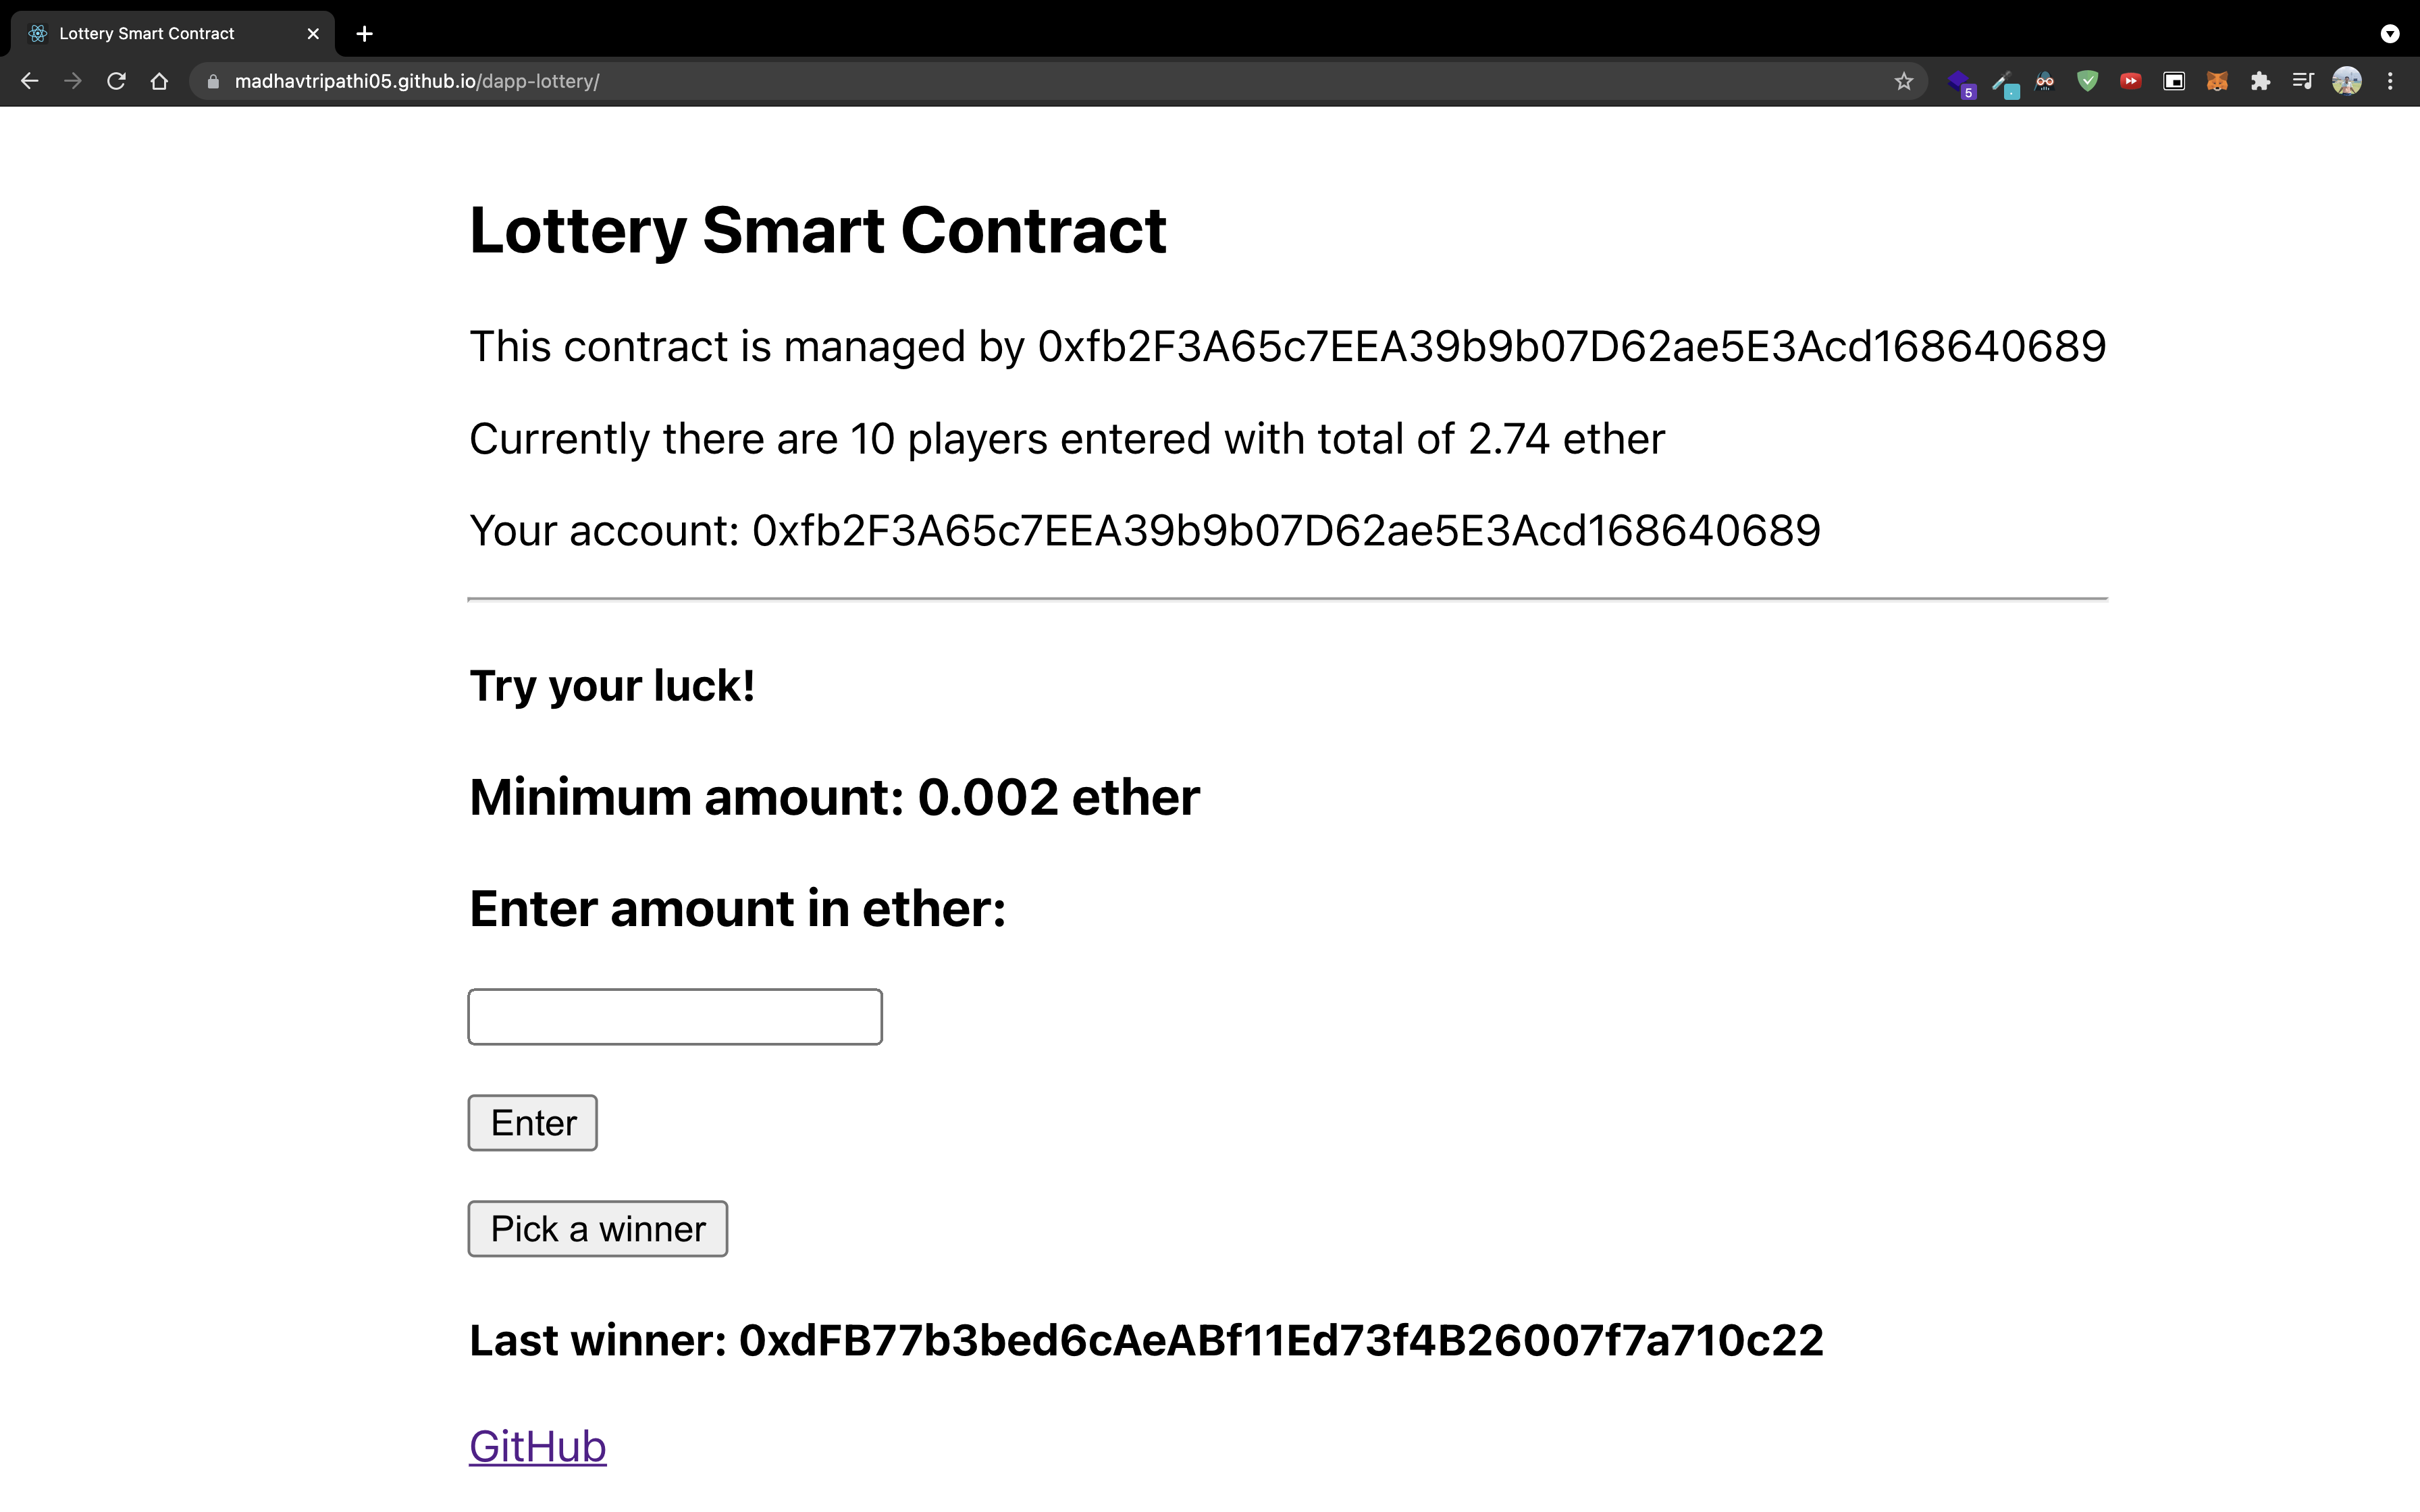 Lottery Smart Contract
madhavtripathi05.github.io/dapp-lottery/
5
Lottery Smart Contract
This contract is managed by 0xfb2F3A65c7EEA39b9b07D62ae5E3Acd168640689
Currently there are 10 players entered with total of 2.74 ether
Your account: 0xfb2F3A65c7EEA39b9b07D62ae5E3Acd168640689
Try your luck!
Minimum amount: 0.002 ether
Enter amount in ether:
Enter
Pick a winner
Last winner: 0xdFB77b3bed6cAeABf11Ed73f4B26007f7a710c22
GitHub